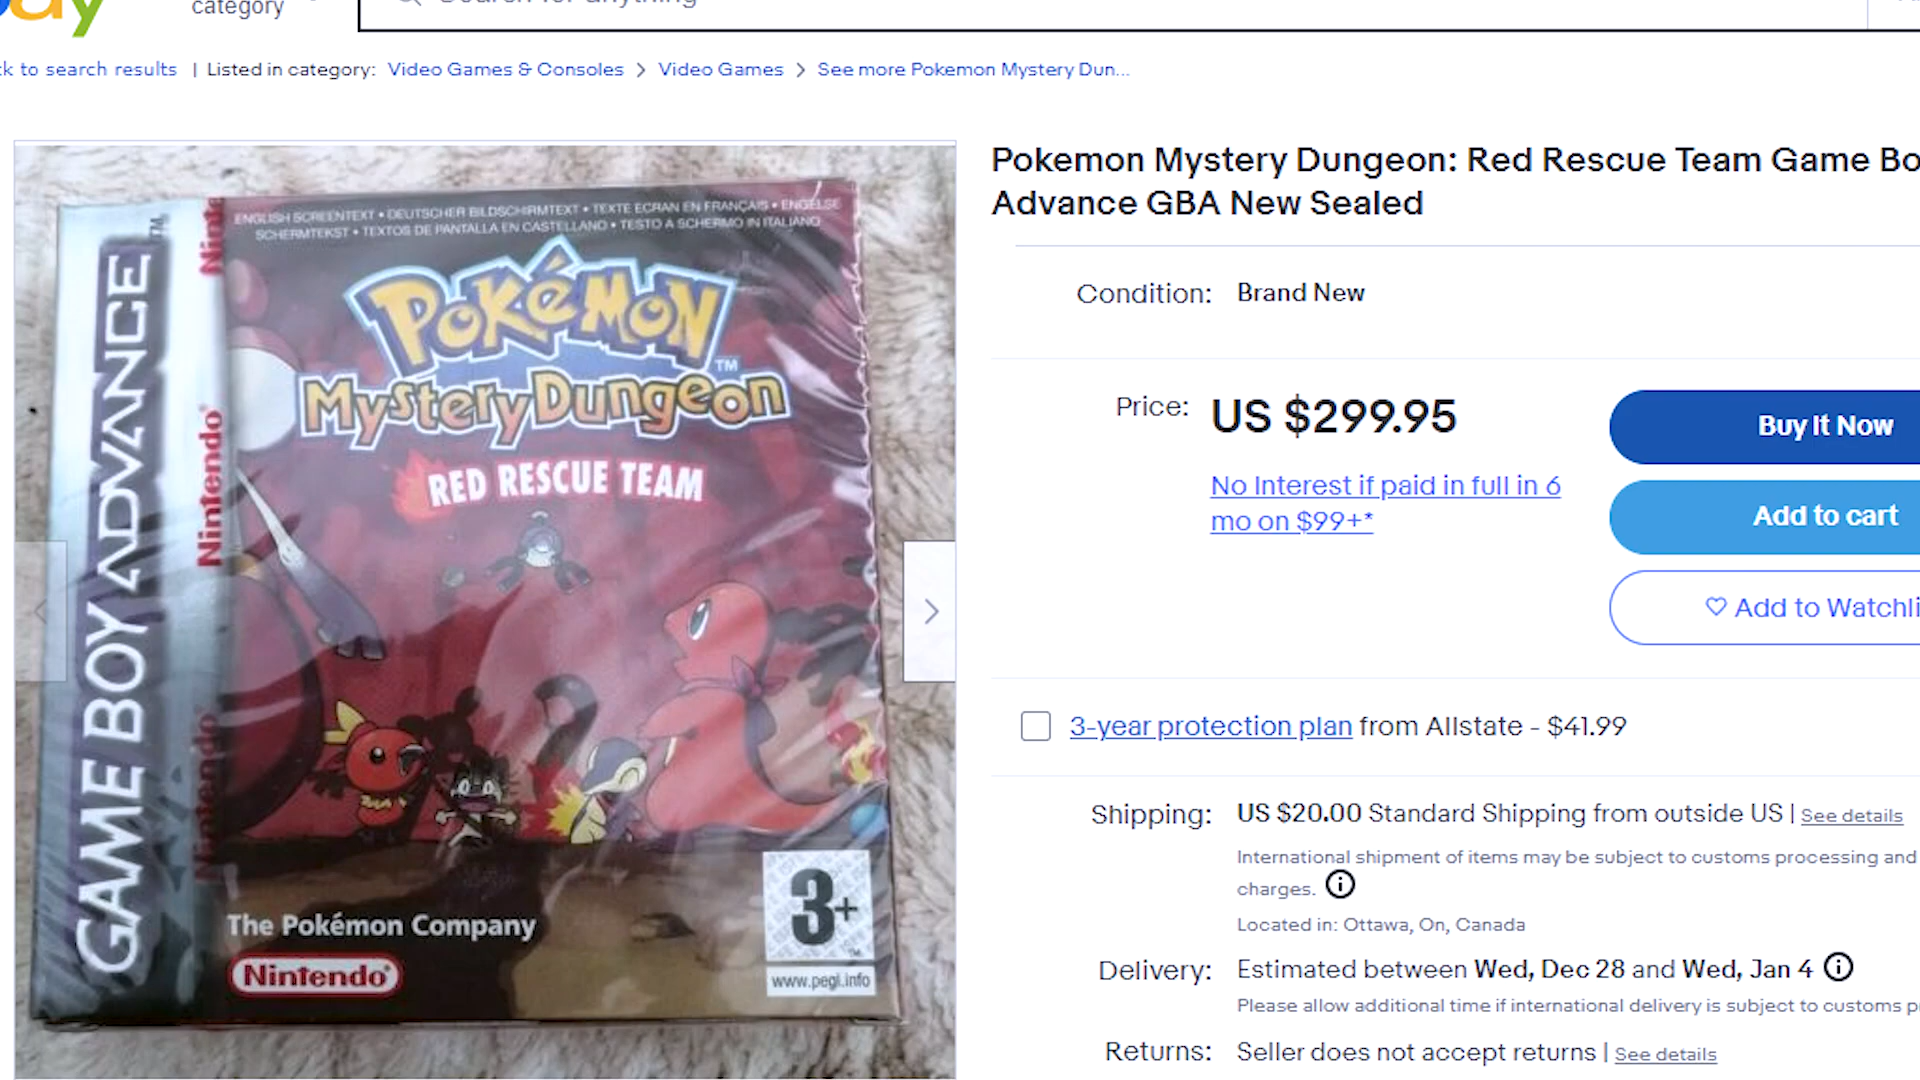 category
ck to search results | Listed in category: Video Games & Consoles > Video Games > See more Pokemon Mystery Dun...
Pokemon Mystery Dungeon: Red Rescue Team Game Bo
Advance GBA New Sealed
Condition: Brand New
Price: US $299.95
Buy It Now
No Interest if paid in full in 6
mo on $99+*
Add to cart
Add to Watchli
3-year protection plan from Allstate - $41.99
Shipping: US $20.00 Standard Shipping from outside US | See details
International shipment of items may be subject to customs processing and
charges.
Located in: Ottawa, On, Canada
Delivery: Estimated between Wed, Dec 28 and Wed, Jan 4
Please allow additional time if international delivery is subject to customs p
Returns: Seller does not accept returns | See details
ENGLISH SCREENTEXT • DEUTSCHER BILDSCHIRMTEXT • TEXTE ECRAN EN FRANÇAIS • ENGELSE
SCHERMTEKST • TEXTOS DE PANTALLA EN CASTELLANO • TESTO A SCHERMO IN ITALIANO
GAME BOY ADVANCE™
Ninte
Nintendo®
Nintendo
POKéMON
™
Mystery Dungeon
RED RESCUE TEAM
The Pokémon Company
Nintendo®
3+
™
www.pegi.info